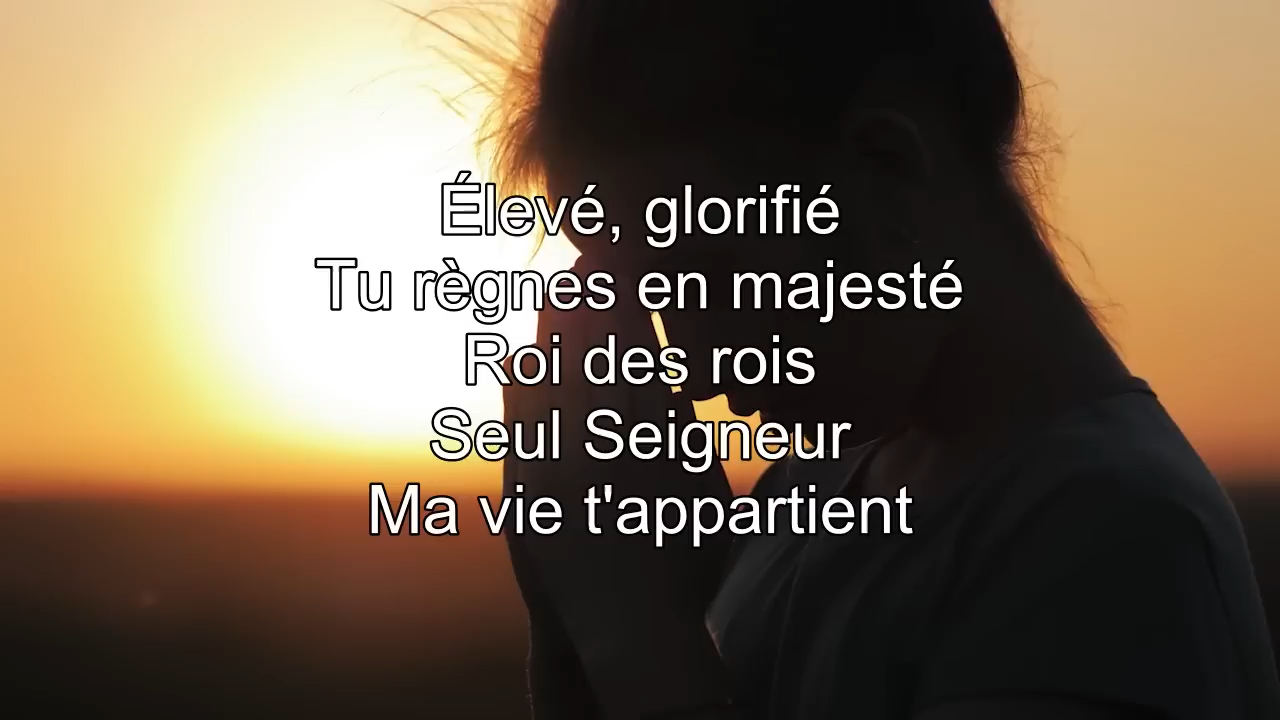 Élevé, glorifié
Tu règnes en majesté
Roi des rois
Seul Seigneur
Ma vie t'appartient